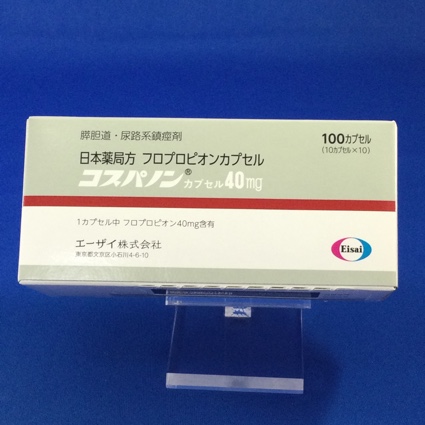 膵胆道・尿路系鎮痙剤
日本薬局方 フロプロピオンカプセル
コスパノン®カプセル40mg
100カプセル
(10カプセル×10)
1カプセル中 フロプロピオン40mg含有
エーザイ株式会社
東京都文京区小石川4-6-10
Eisai